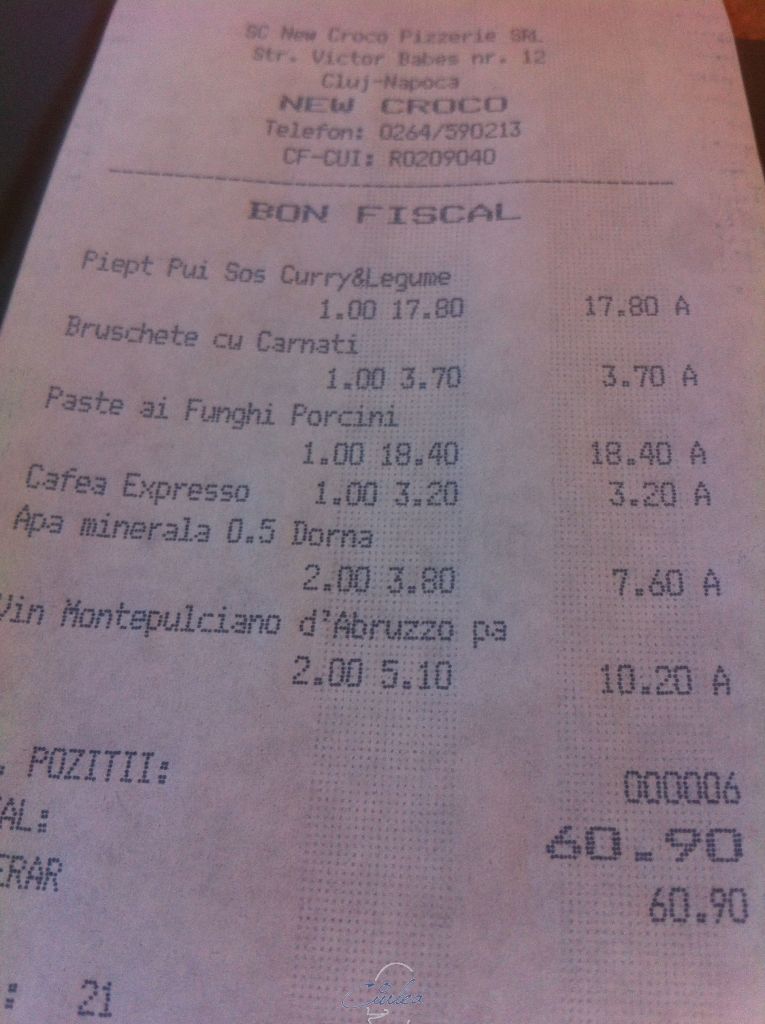 SC New Croco Pizzerie SRL
Str. Victor Babes nr. 12
Cluj-Napoca
NEW CROCO
Telefon: 0264/590213
CF-CUI: RO209040
BON FISCAL
Piept Pui Sos Curry&Legume
1.00 17.80 17.80 A
Bruschete cu Carnati
1.00 3.70 3.70 A
Paste ai Funghi Porcini
1.00 18.40 18.40 A
Cafea Expresso 1.00 3.20 3.20 A
Apa minerala 0.5 Dorna
2.00 3.80 7.60 A
Vin Montepulciano d'Abruzzo pa
2.00 5.10 10.20 A
. POZITII: 000006
AL: 60.90
ERAR 60.90
: 21